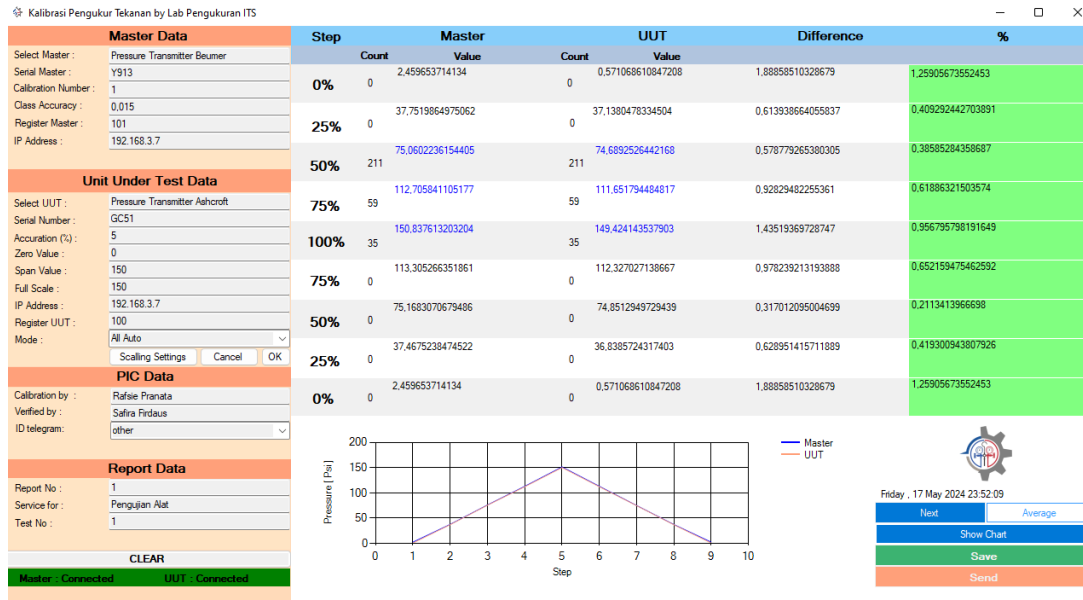 Kalibrasi Pengukur Tekanan by Lab Pengukuran ITS
Master Data
Select Master : Pressure Transmitter Beumer
Serial Master : Y913
Calibration Number : 1
Class Accuracy : 0,015
Register Master : 101
IP Address : 192.168.3.7
Unit Under Test Data
Select UUT : Pressure Transmitter Ashcroft
Serial Number : GC51
Accuration (%) : 5
Zero Value : 0
Span Value : 150
Full Scale : 150
IP Address : 192.168.3.7
Register UUT : 100
Mode : All Auto
Scalling Settings Cancel OK
PIC Data
Calibration by : Rafsie Pranata
Verified by : Safira Firdaus
ID telegram: other
Report Data
Report No : 1
Service for : Pengujian Alat
Test No : 1
CLEAR
Master : Connected UUT : Connected
Step Master UUT Difference %
Count Value Count Value
0% 0 2,459653714134 0 0,571068610847208 1,88858510328679 1,25905673552453
25% 0 37,7519864975062 0 37,1380478334504 0,613938664055837 0,409292442703891
50% 211 75,0602236154405 211 74,6892526442168 0,578779265380305 0,38585284358687
75% 59 112,705841105177 59 111,651794484817 0,92829482255361 0,61886321503574
100% 35 150,837613203204 35 149,424143537903 1,43519369728747 0,956795798191649
75% 0 113,305266351861 0 112,327027138667 0,978239213193888 0,652159475462592
50% 0 75,1683070679486 0 74,8512949729439 0,317012095004699 0,2113413966698
25% 0 37,4675238474522 0 36,8385724317403 0,628951415711889 0,419300943807926
0% 0 2,459653714134 0 0,571068610847208 1,88858510328679 1,25905673552453
Pressure [ Psi ]
200
150
100
50
0
0 1 2 3 4 5 6 7 8 9 10
Step
Master
UUT
Friday , 17 May 2024 23:52:09
Next Average
Show Chart
Save
Send